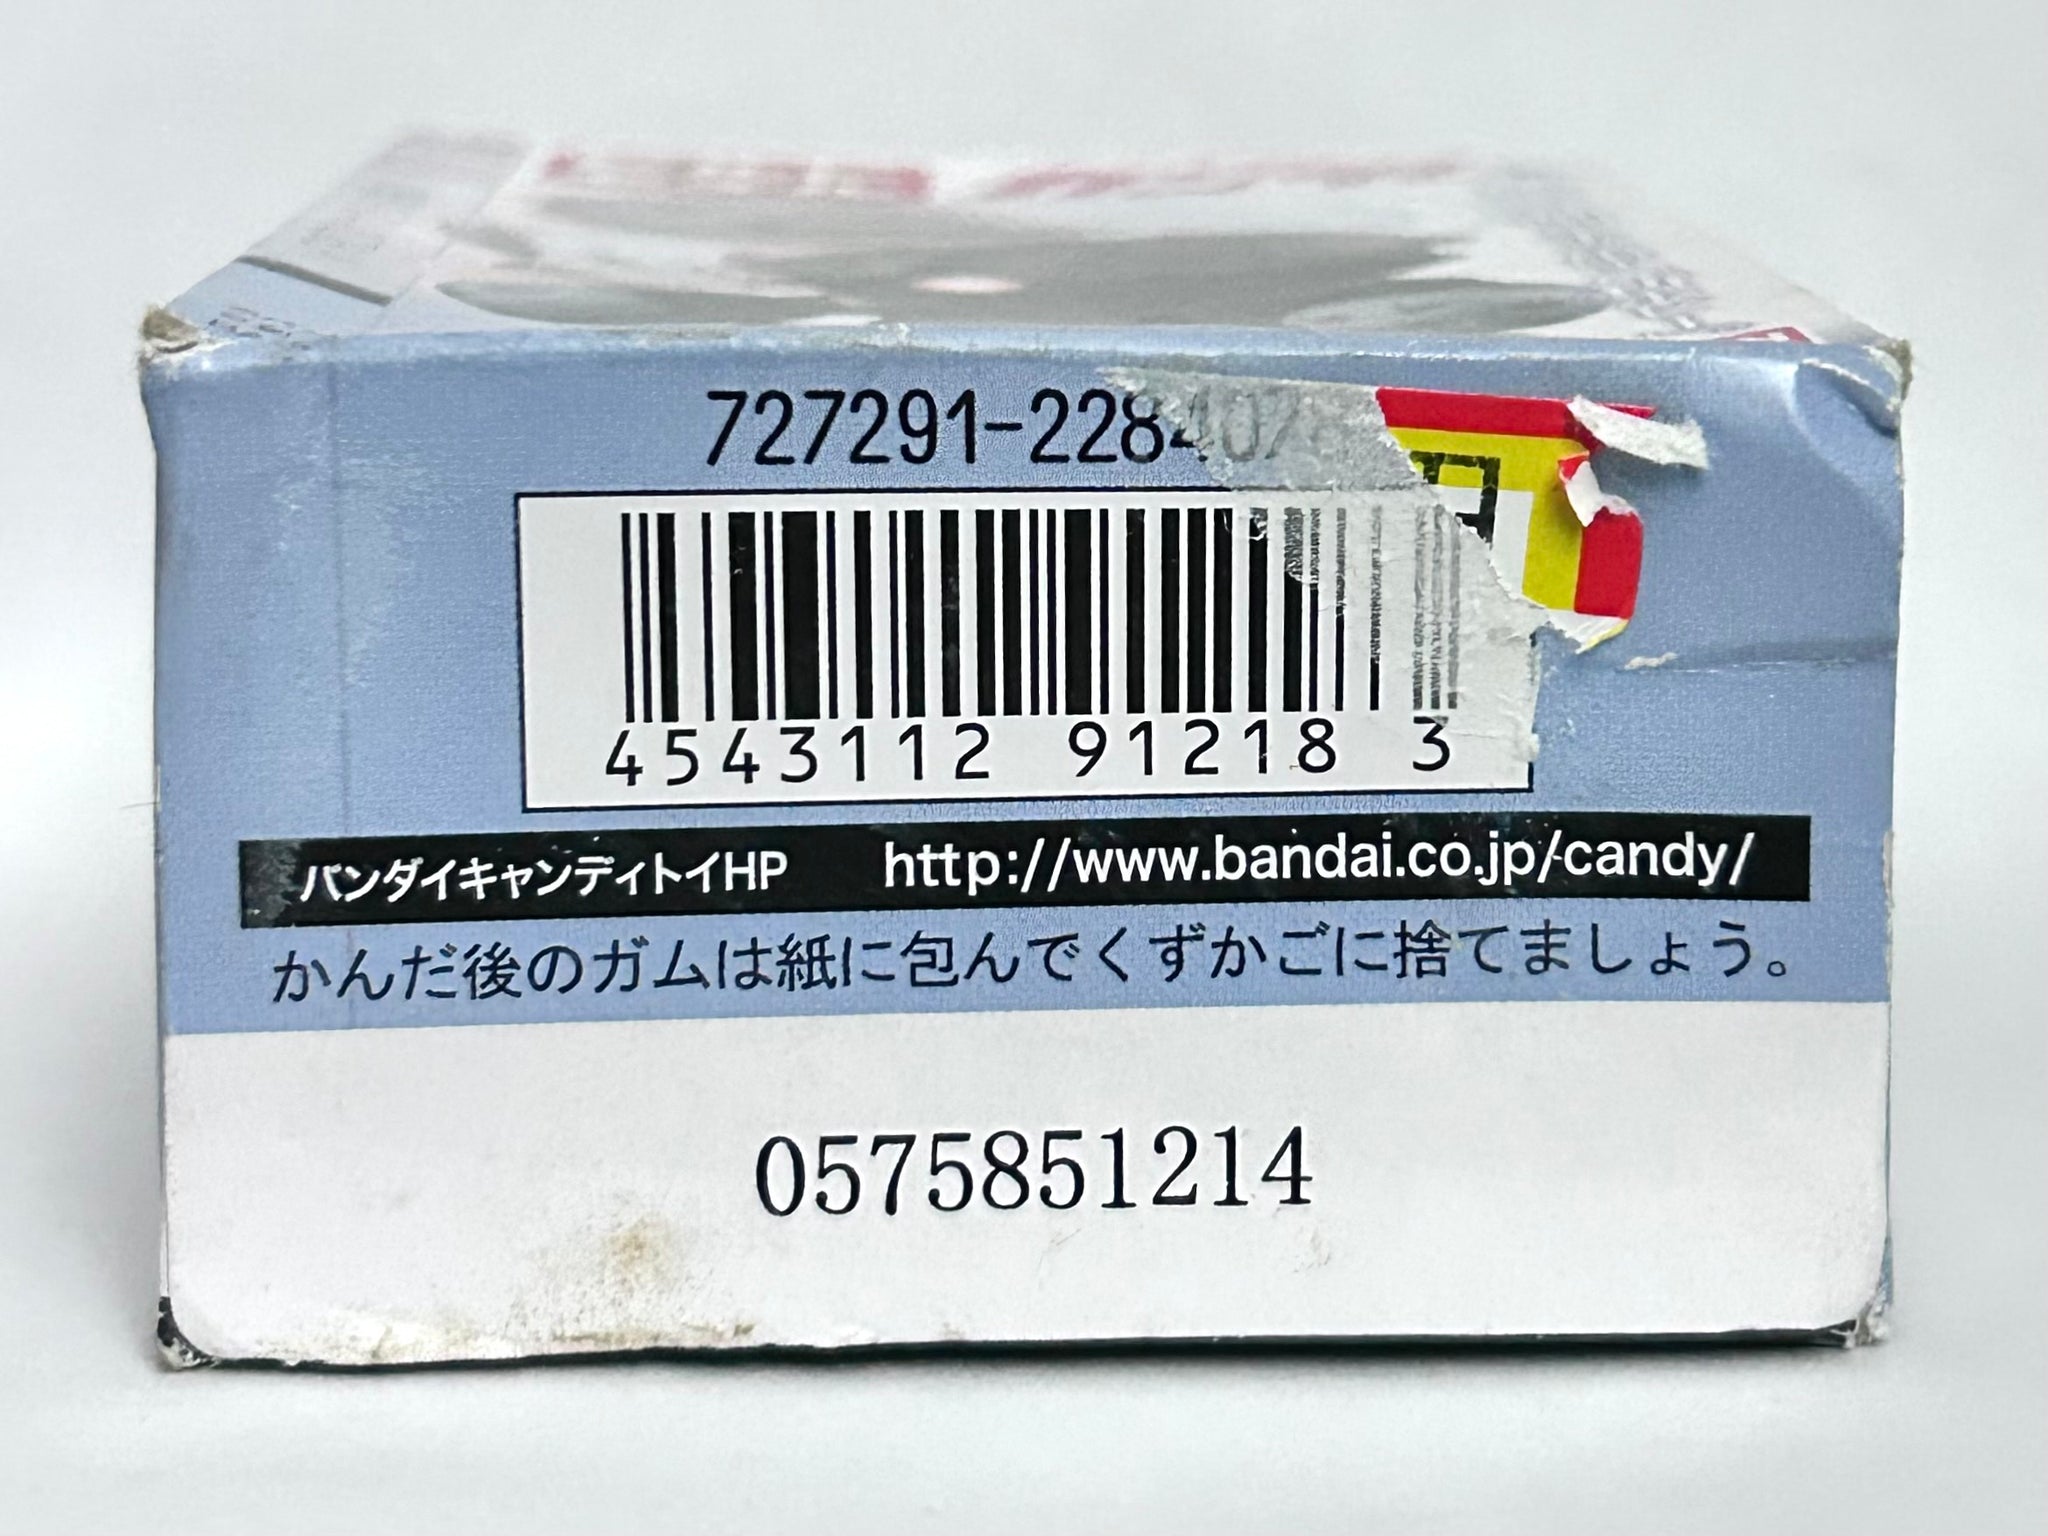 727291-228
4543112 91218 3
バンダイキャンディトイHP http://www.bandai.co.jp/candy/
かんだ後のガムは紙に包んでくずかごに捨てましょう。
0575851214